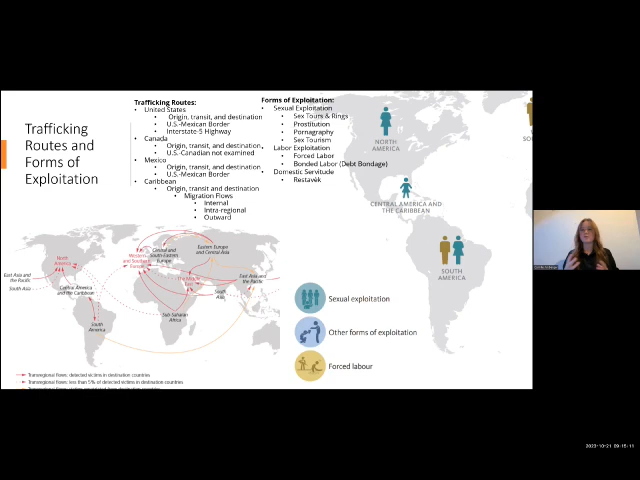 Trafficking
Routes and
Forms of
Exploitation
Trafficking Routes:
• United States
• Origin, transit, and destination
• U.S.-Mexican Border
• Interstate-5 Highway
• Canada
• Origin, transit, and destination
• U.S.-Canadian not examined
• Mexico
• Origin, transit, and destination
• U.S.-Mexican Border
• Caribbean
• Origin, transit and destination
• Migration Flows
• Internal
• Intra-regional
• Outward
Forms of Exploitation:
• Sexual Exploitation
• Sex Tours & Rings
• Prostitution
• Pornagraphy
• Sex Tourism
• Labor Exploitation
• Forced Labor
• Bonded Labor (Debt Bondage)
• Domestic Servitude
• Restavèk
NORTH
AMERICA
CENTRAL AMERICA AND
THE CARIBBEAN
SOUTH
AMERICA
SO
North
America
East Asia and
the Pacific
South Asia
Central America
and the Caribbean
South
America
Western
and Southern
Europe
Central and
South-Eastern
Europe
Eastern Europe
and Central Asia
The Middle
East
South
Asia
East Asia and
the Pacific
Sub-Saharan
Africa
Sexual exploitation
Other forms of exploitation
Forced labour
Transregional flows: detected victims in destination countries
Transregional flows: less than 5% of detected victims in destination countries
2023-10-21 09:15:11